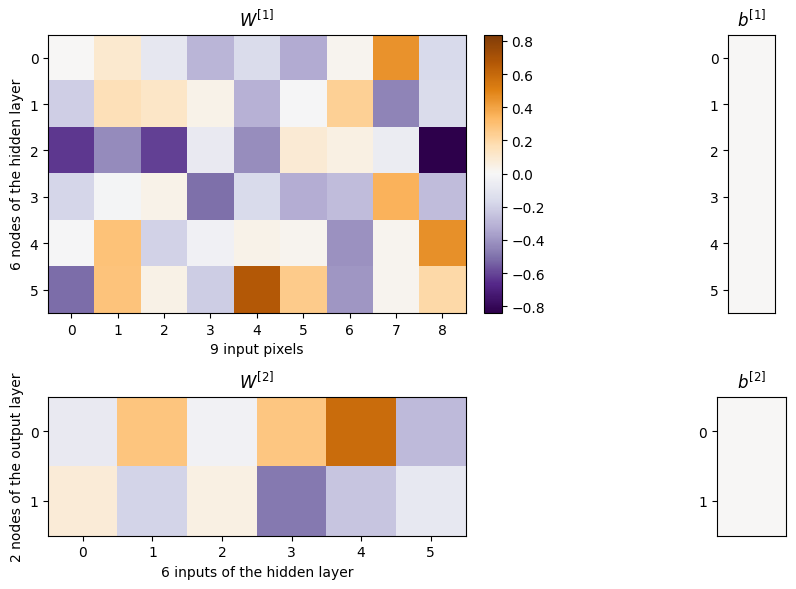 W^[1]
b^[1]
6 nodes of the hidden layer
0
1
2
3
4
5
0 1 2 3 4 5 6 7 8
9 input pixels
0.8
0.6
0.4
0.2
0.0
−0.2
−0.4
−0.6
−0.8
0
1
2
3
4
5
W^[2]
b^[2]
2 nodes of the output layer
0
1
0 1 2 3 4 5
6 inputs of the hidden layer
0
1